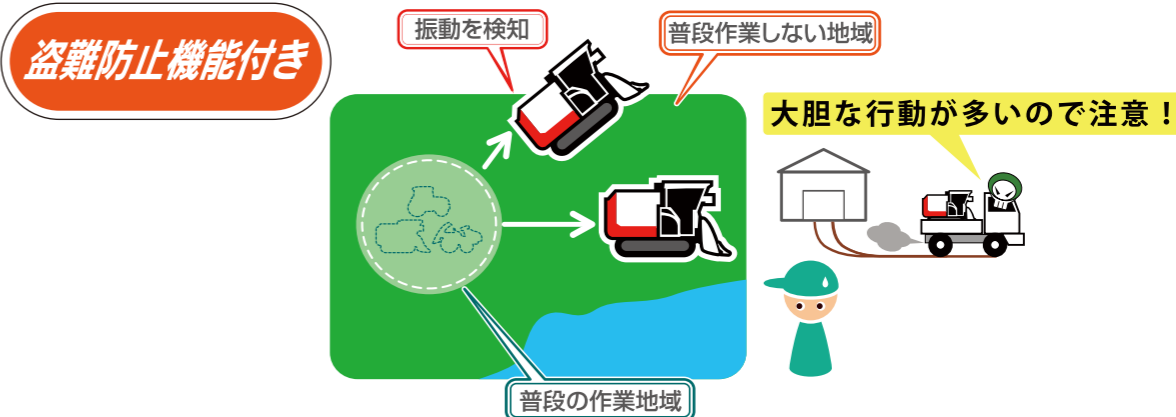 盗難防止機能付き
振動を検知
普段作業しない地域
大胆な行動が多いので注意！
普段の作業地域